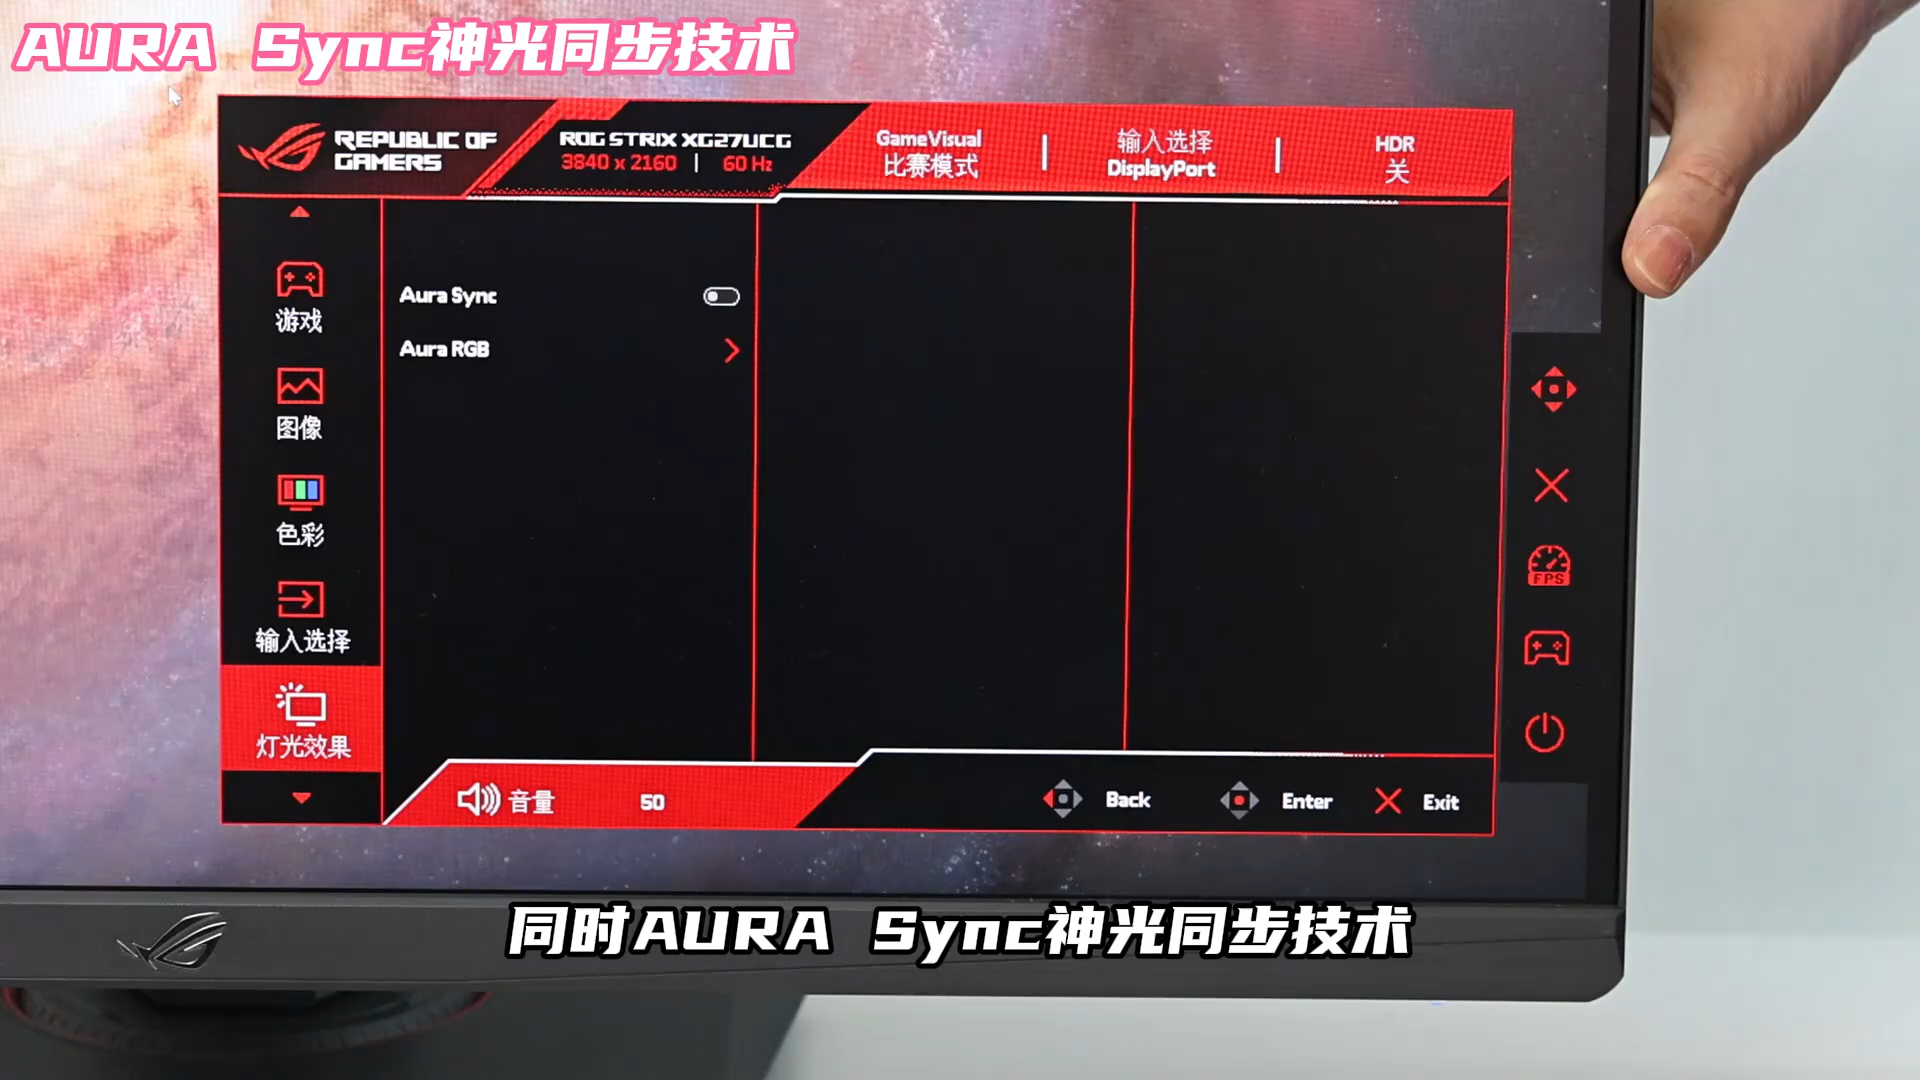 AURA Sync神光同步技术
REPUBLIC OF
GAMERS
ROG STRIX XG27UCG
3840 x 2160 | 60 Hz
GameVisual
比赛模式
输入选择
DisplayPort
HDR
关
游戏
图像
色彩
输入选择
灯光效果
Aura Sync
Aura RGB
FPS
音量 50
Back
Enter
Exit
同时AURA Sync神光同步技术